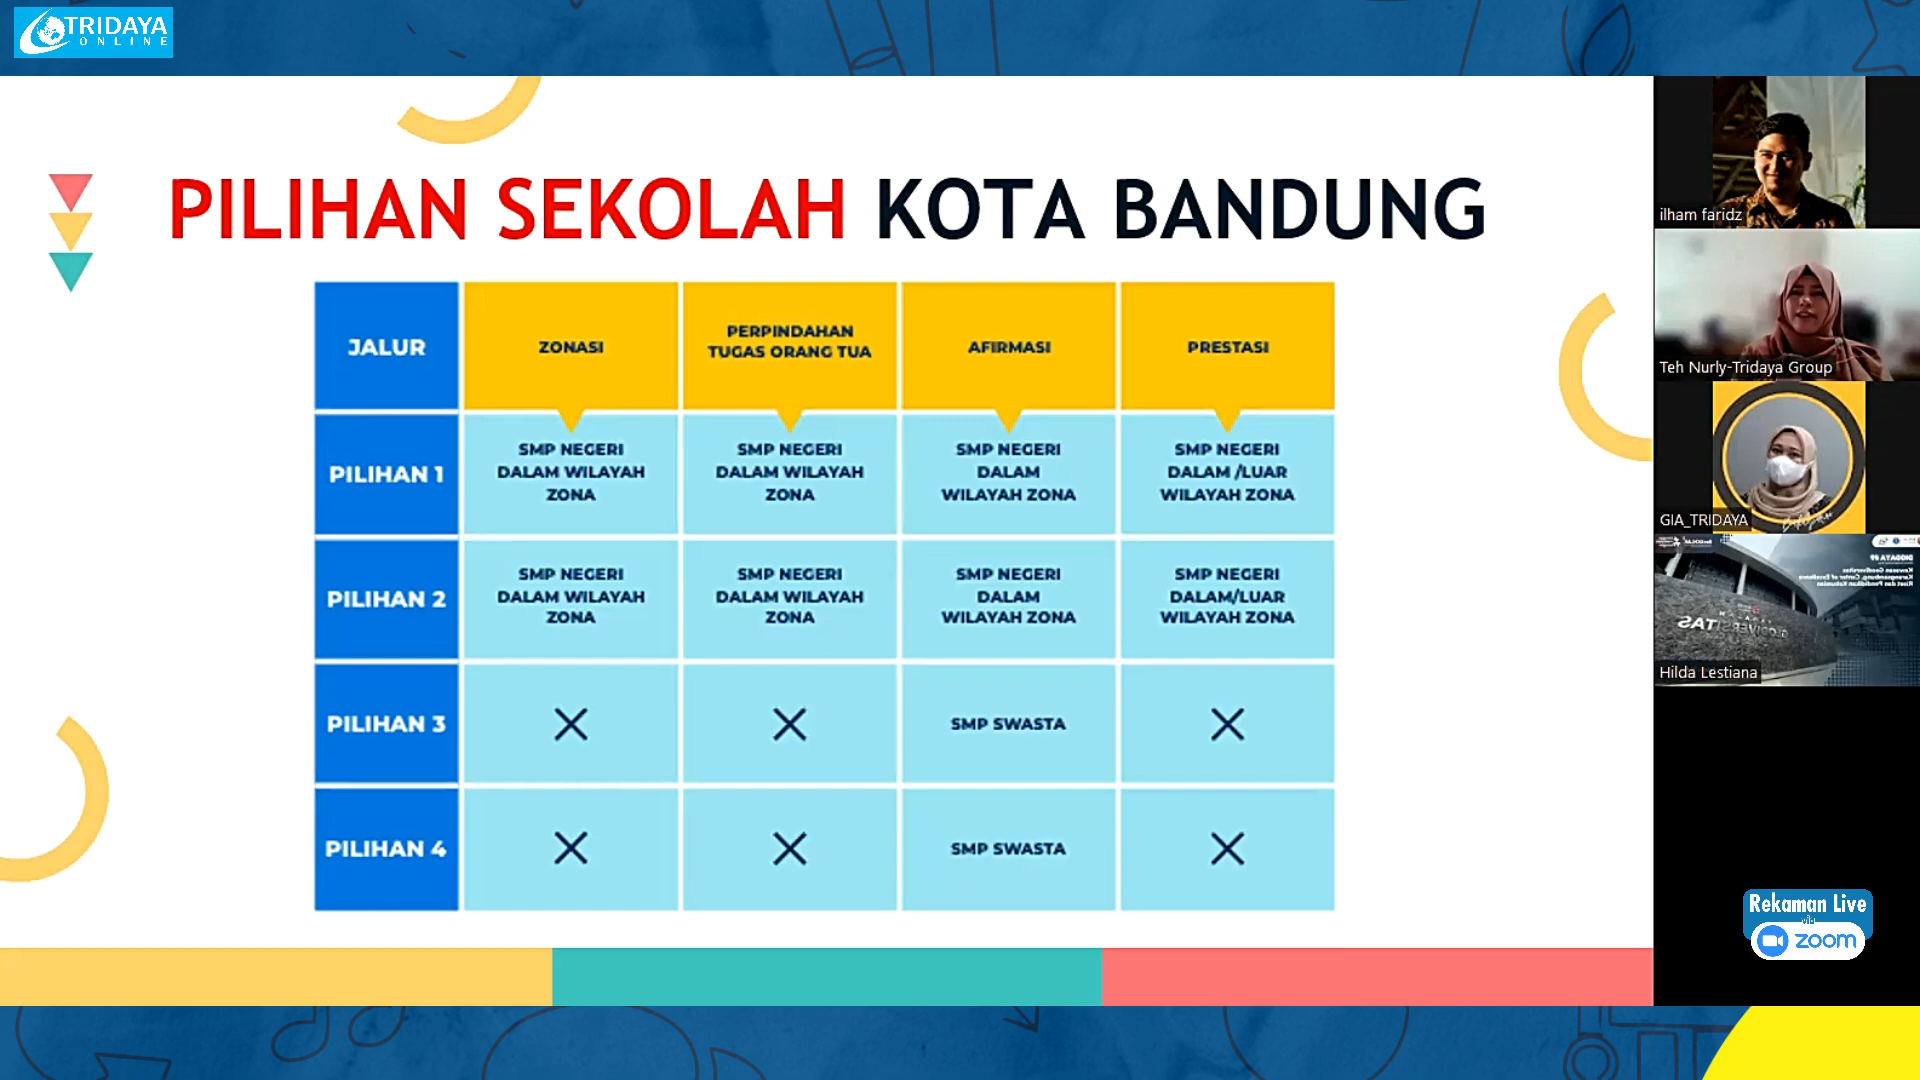 TRIDAYA
ONLINE
PILIHAN SEKOLAH KOTA BANDUNG
JALUR
ZONASI
PERPINDAHAN
TUGAS ORANG TUA
AFIRMASI
PRESTASI
PILIHAN 1
SMP NEGERI
DALAM WILAYAH
ZONA
SMP NEGERI
DALAM WILAYAH
ZONA
SMP NEGERI
DALAM
WILAYAH ZONA
SMP NEGERI
DALAM /LUAR
WILAYAH ZONA
PILIHAN 2
SMP NEGERI
DALAM WILAYAH
ZONA
SMP NEGERI
DALAM WILAYAH
ZONA
SMP NEGERI
DALAM
WILAYAH ZONA
SMP NEGERI
DALAM/LUAR
WILAYAH ZONA
PILIHAN 3
SMP SWASTA
PILIHAN 4
SMP SWASTA
ilham faridz
Teh Nurly-Tridaya Group
GIA_TRIDAYA
Hilda Lestiana
Rekaman Live
via
zoom